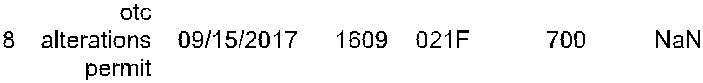 otc
8 alterations 09/15/2017 1609 021F 700 NaN
permit